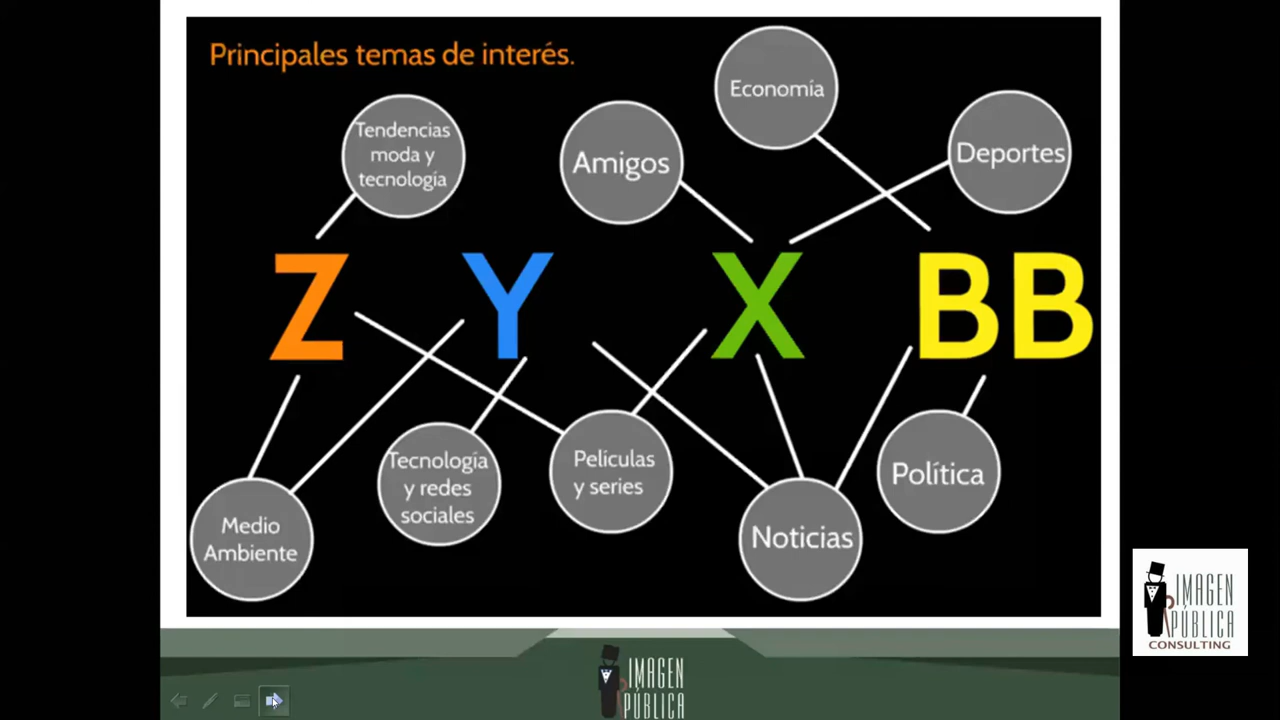 Principales temas de interés.
Economía
Tendencias
moda y
tecnología
Amigos
Deportes
Z
Y
X
BB
Tecnología
y redes
sociales
Películas
y series
Política
Medio
Ambiente
Noticias
IMAGEN
PÚBLICA
CONSULTING
IMAGEN
PÚBLICA